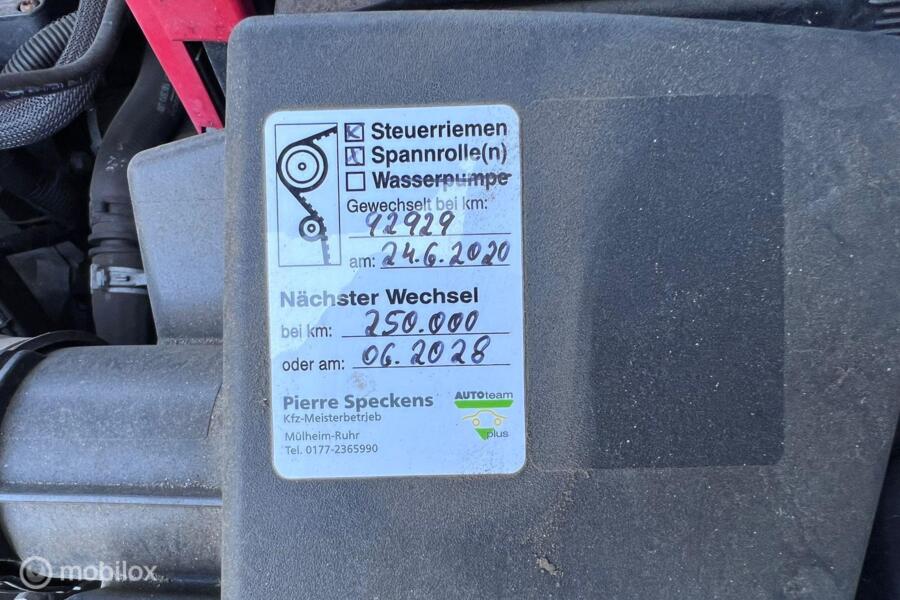 Steuerriemen
Spannrolle(n)
Wasserpumpe
Gewechselt bei km:
92929
am: 24.6.2020
Nächster Wechsel
bei km: 250.000
oder am: 06.2028
Pierre Speckens
Kfz-Meisterbetrieb
Mülheim-Ruhr
Tel. 0177-2365990
AUTOteam
plus
mobilox